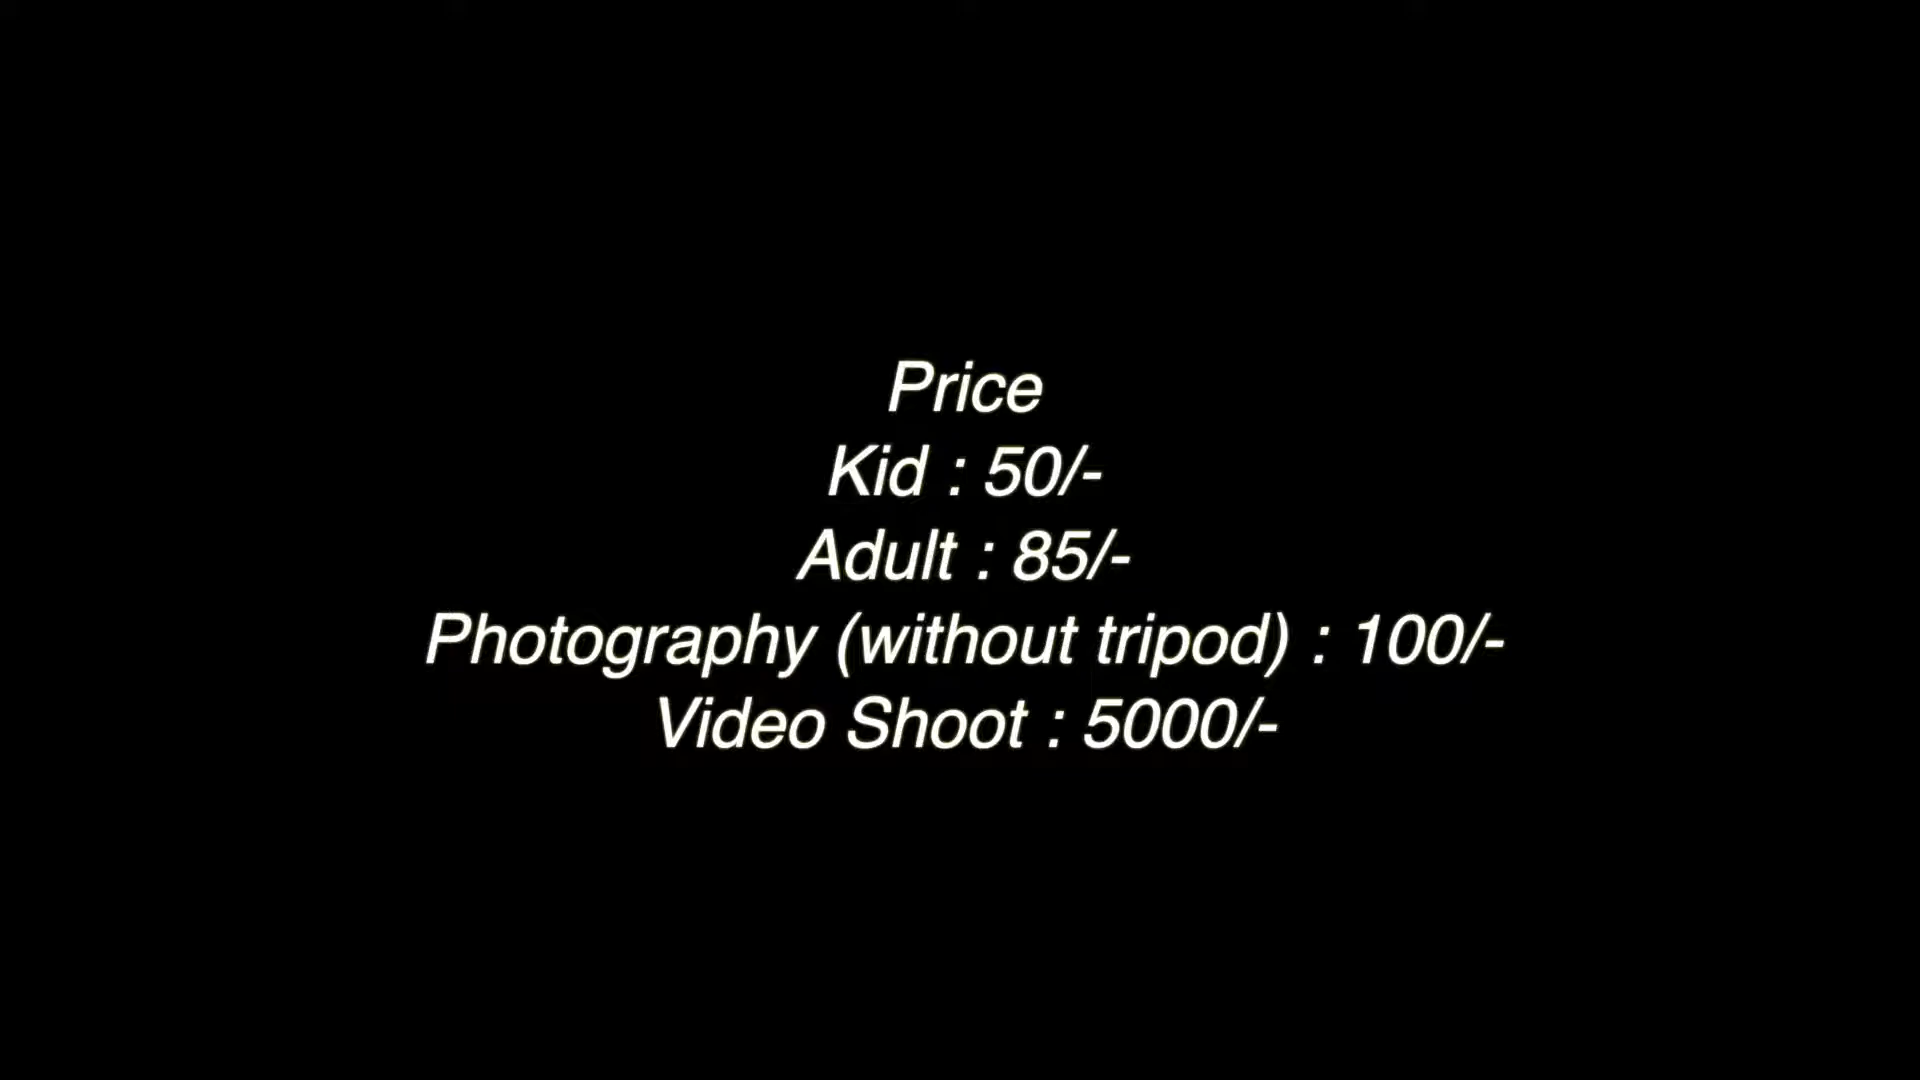 Price
Kid : 50/-
Adult : 85/-
Photography (without tripod) : 100/-
Video Shoot : 5000/-